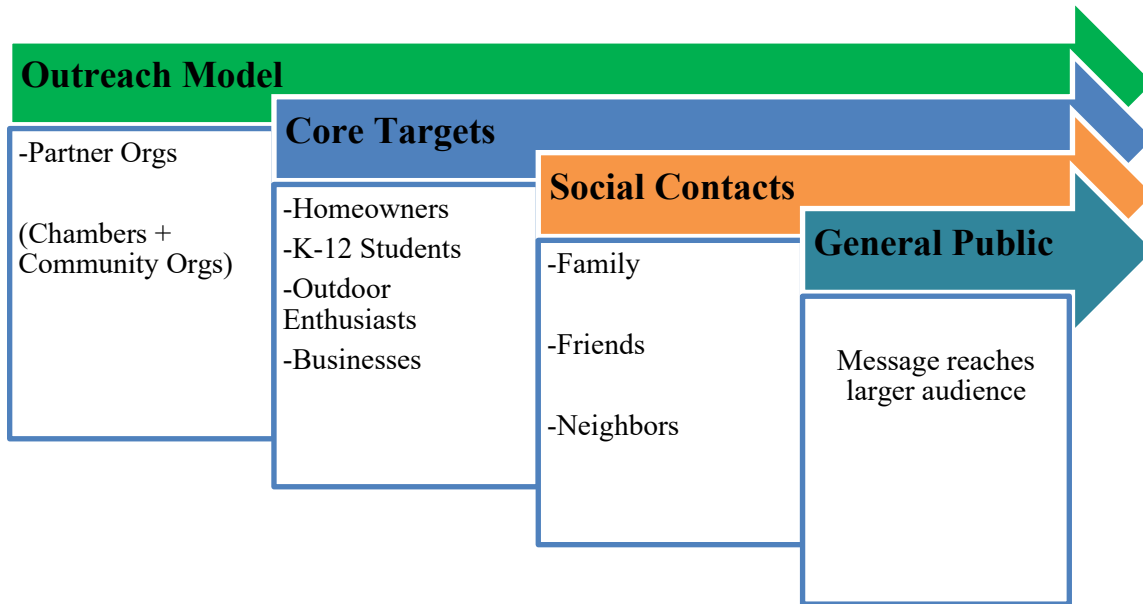 Outreach Model
-Partner Orgs
(Chambers +
Community Orgs)
Core Targets
-Homeowners
-K-12 Students
-Outdoor
Enthusiasts
-Businesses
Social Contacts
-Family
-Friends
-Neighbors
General Public
Message reaches
larger audience